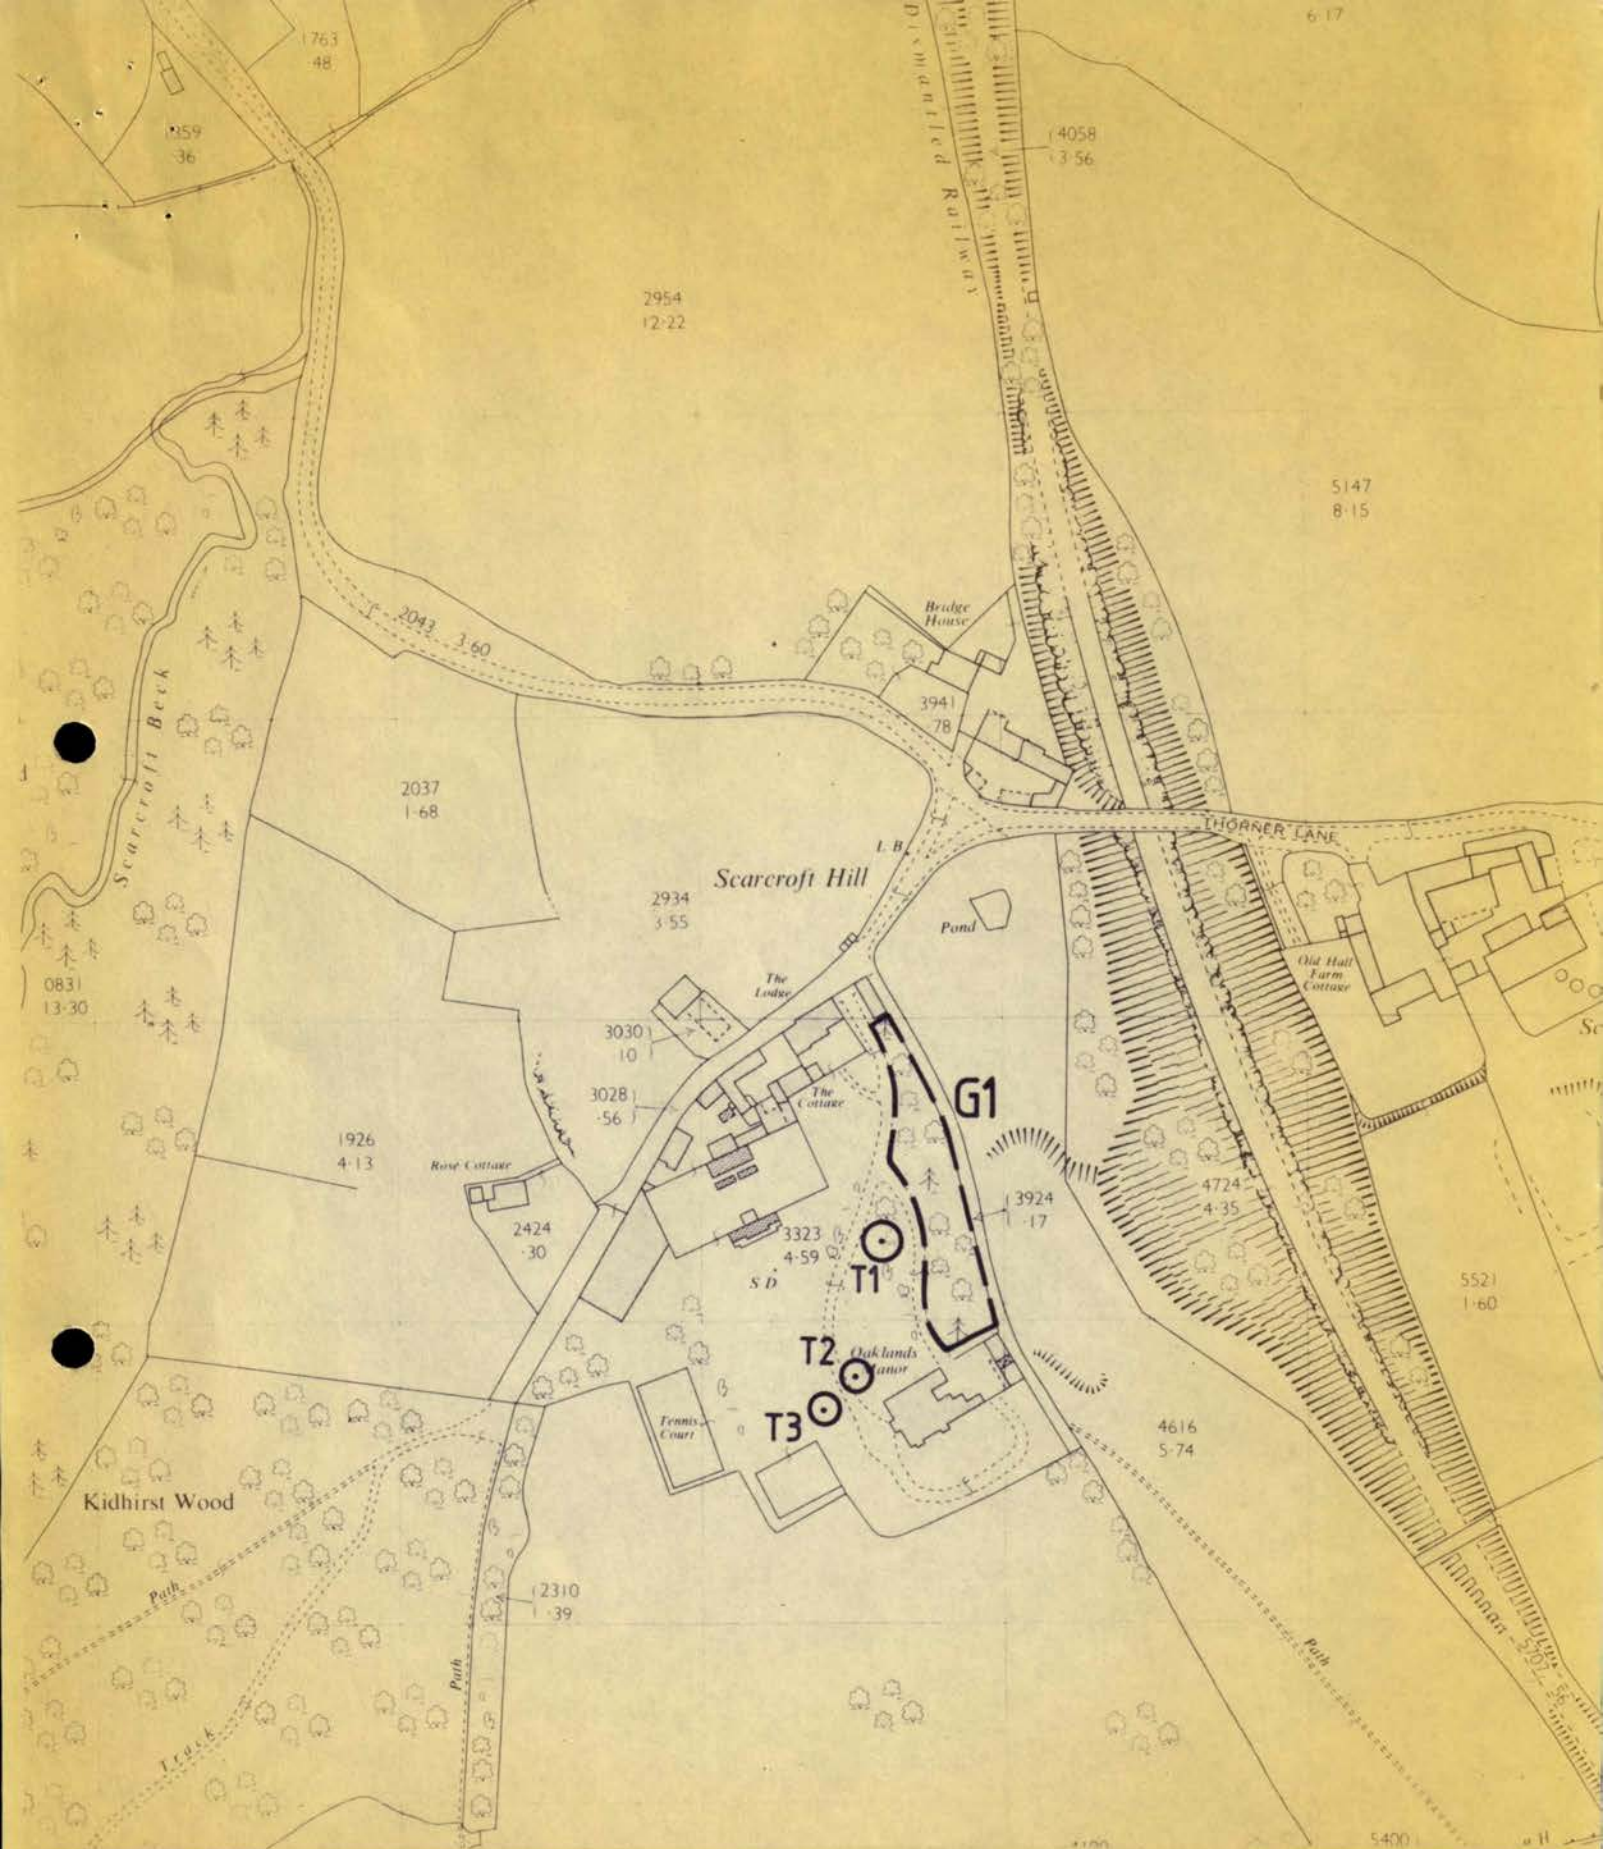 6·17
1763
·48
1859
·36
Dismantled Railway
4058
3·56
2954
12·22
5147
8·15
Bridge
House
2043 3·60
3941
·78
Scarcroft Beck
2037
1·68
THORNER LANE
L B
Scarcroft Hill
2934
3·55
Pond
The
Lodge
Old Hall
Farm
Cottage
0831
13·30
3030
·10
Sc
3028
·56
The
Cottage
G1
1926
4·13
Rose Cottage
3924
·17
4724
4·35
2424
·30
3323
4·59
T1
S D
5521
1·60
T2
Oaklands
Manor
T3
Tennis
Court
4616
5·74
Kidhirst Wood
Path
2310
·39
Path
Path
Track
5400